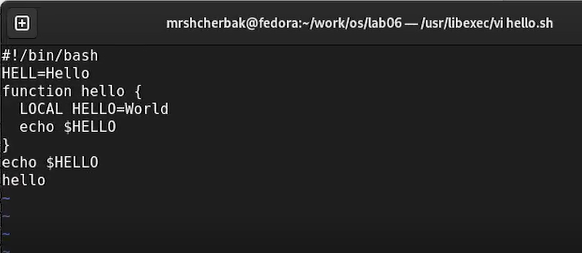 mrshcherbak@fedora:~/work/os/lab06 — /usr/libexec/vi hello.sh
#!/bin/bash
HELL=Hello
function hello {
  LOCAL HELLO=World
  echo $HELLO
}
echo $HELLO
hello
~
~
~
~